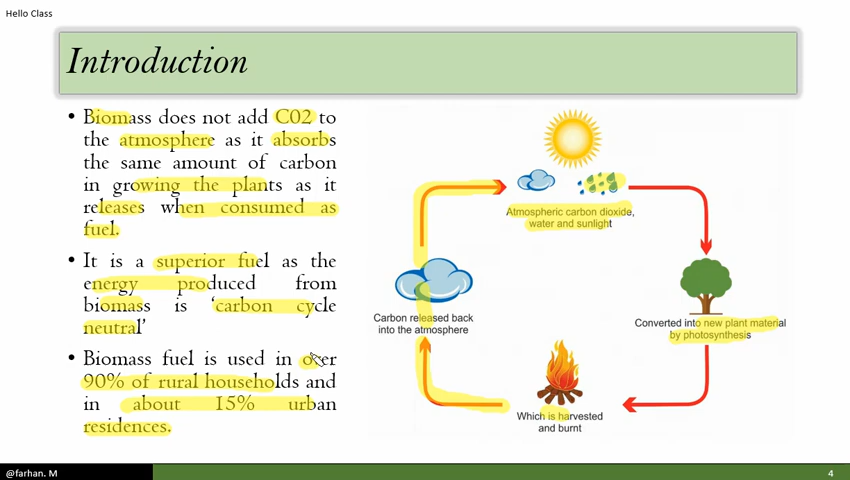 Hello Class
Introduction
• Biomass does not add C02 to
the atmosphere as it absorbs
the same amount of carbon
in growing the plants as it
releases when consumed as
fuel.
• It is a superior fuel as the
energy produced from
biomass is ‘carbon cycle
neutral’
• Biomass fuel is used in over
90% of rural households and
in about 15% urban
residences.
Atmospheric carbon dioxide,
water and sunlight
Converted into new plant material
by photosynthesis
Which is harvested
and burnt
Carbon released back
into the atmosphere
@farhan. M
4